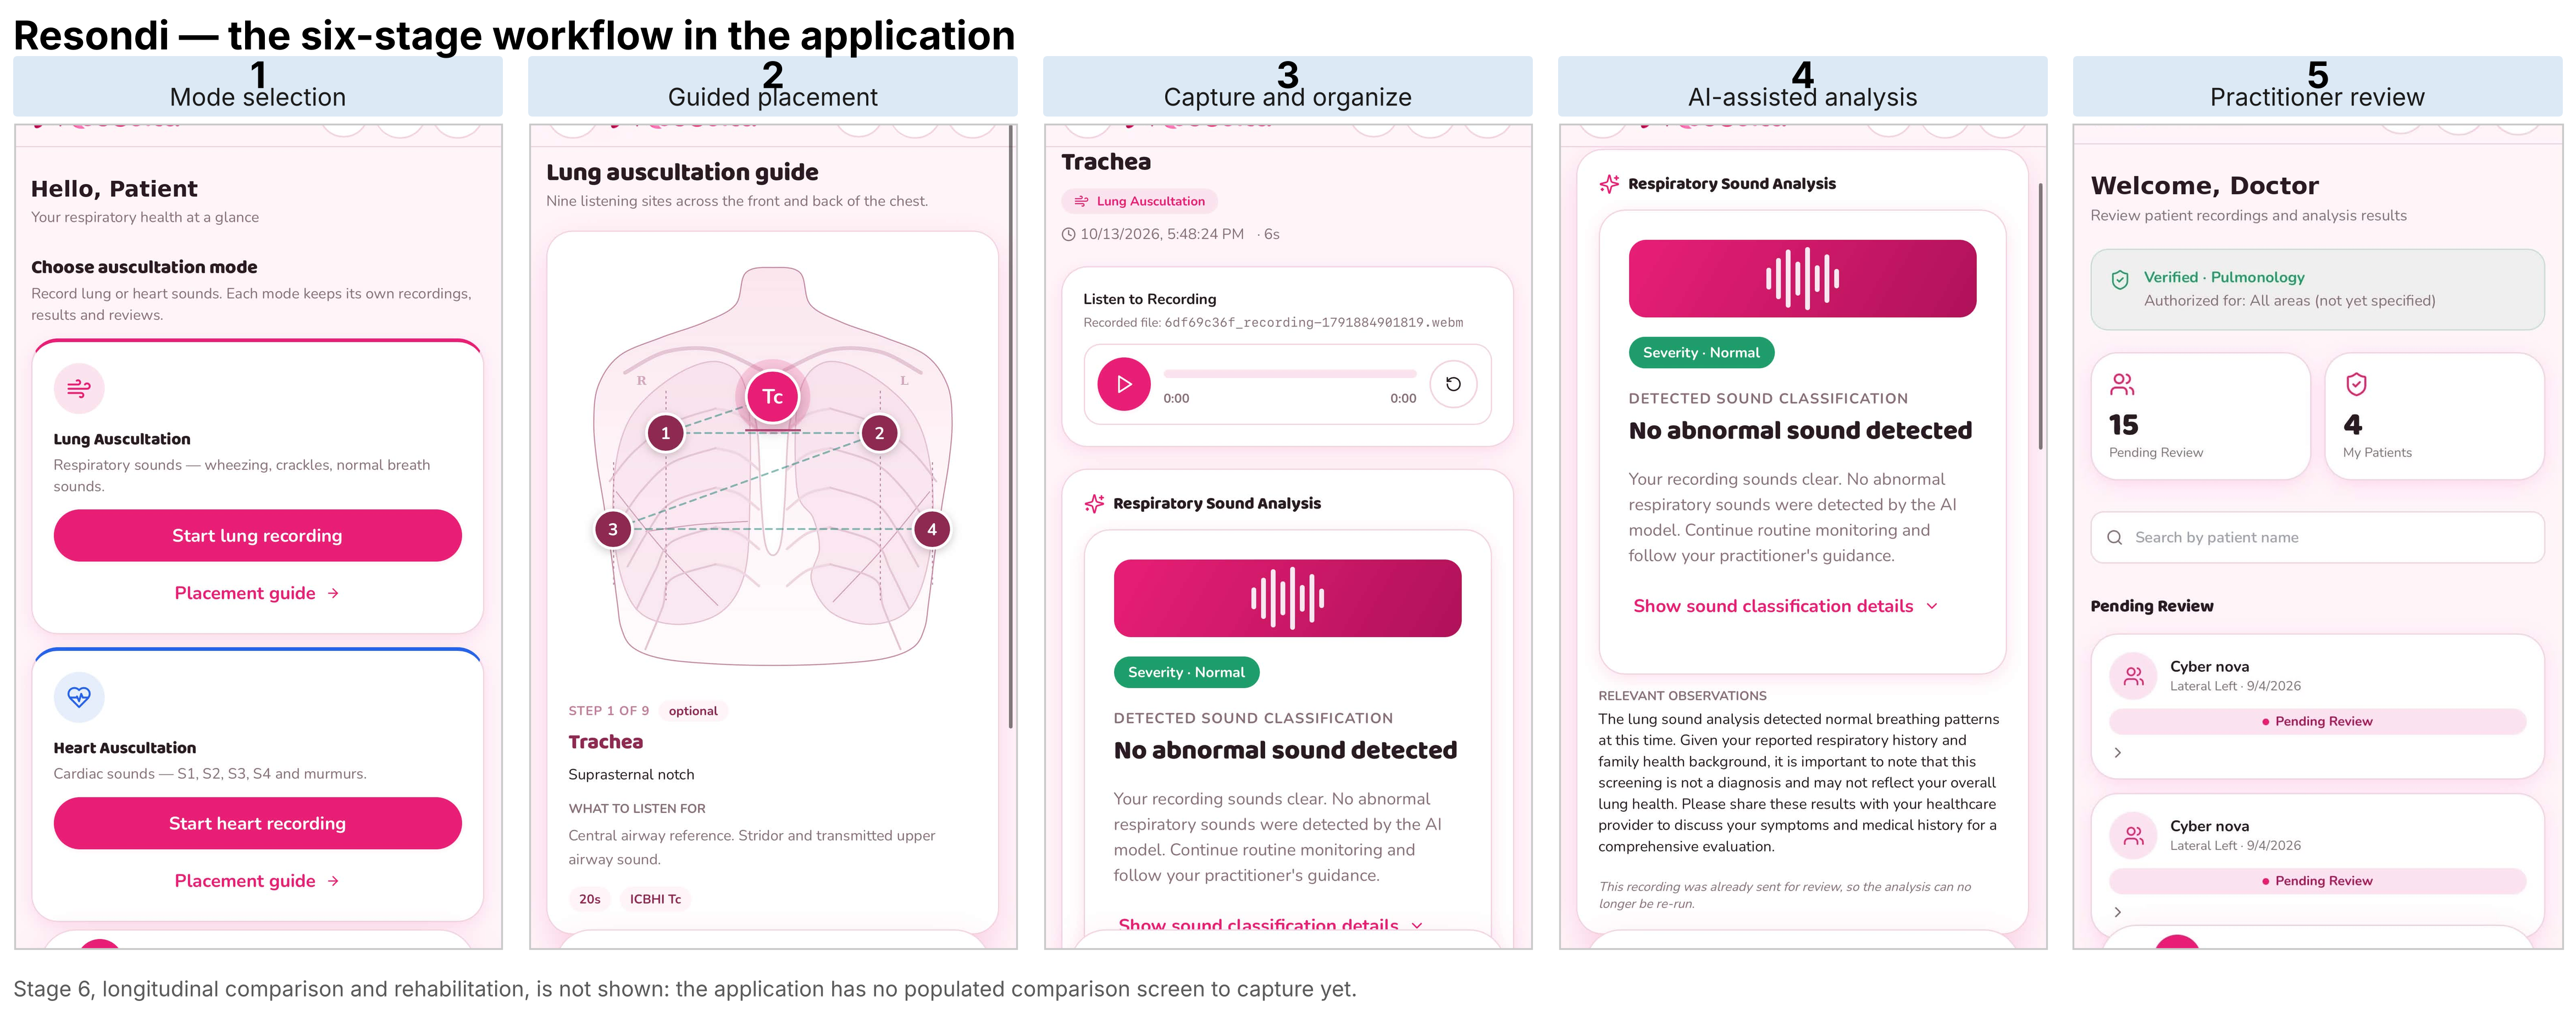 Resondi — the six-stage workflow in the application
1
Mode selection
Hello, Patient
Your respiratory health at a glance
Choose auscultation mode
Record lung or heart sounds. Each mode keeps its own recordings,
results and reviews.
Lung Auscultation
Respiratory sounds — wheezing, crackles, normal breath
sounds.
Start lung recording
Placement guide →
Heart Auscultation
Cardiac sounds — S1, S2, S3, S4 and murmurs.
Start heart recording
Placement guide →
2
Guided placement
Lung auscultation guide
Nine listening sites across the front and back of the chest.
R
L
Tc
1
2
3
4
STEP 1 OF 9 optional
Trachea
Suprasternal notch
WHAT TO LISTEN FOR
Central airway reference. Stridor and transmitted upper
airway sound.
20s ICBHI Tc
3
Capture and organize
Trachea
Lung Auscultation
10/13/2026, 5:48:24 PM · 6s
Listen to Recording
Recorded file: 6df69c36f_recording-1791884901819.webm
0:00 0:00
Respiratory Sound Analysis
Severity · Normal
DETECTED SOUND CLASSIFICATION
No abnormal sound detected
Your recording sounds clear. No abnormal
respiratory sounds were detected by the AI
model. Continue routine monitoring and
follow your practitioner's guidance.
Show sound classification details
4
AI-assisted analysis
Respiratory Sound Analysis
Severity · Normal
DETECTED SOUND CLASSIFICATION
No abnormal sound detected
Your recording sounds clear. No abnormal
respiratory sounds were detected by the AI
model. Continue routine monitoring and
follow your practitioner's guidance.
Show sound classification details
RELEVANT OBSERVATIONS
The lung sound analysis detected normal breathing patterns
at this time. Given your reported respiratory history and
family health background, it is important to note that this
screening is not a diagnosis and may not reflect your overall
lung health. Please share these results with your healthcare
provider to discuss your symptoms and medical history for a
comprehensive evaluation.
This recording was already sent for review, so the analysis can no
longer be re-run.
5
Practitioner review
Welcome, Doctor
Review patient recordings and analysis results
Verified · Pulmonology
Authorized for: All areas (not yet specified)
15
Pending Review
4
My Patients
Search by patient name
Pending Review
Cyber nova
Lateral Left · 9/4/2026
Pending Review
Cyber nova
Lateral Left · 9/4/2026
Pending Review
Stage 6, longitudinal comparison and rehabilitation, is not shown: the application has no populated comparison screen to capture yet.